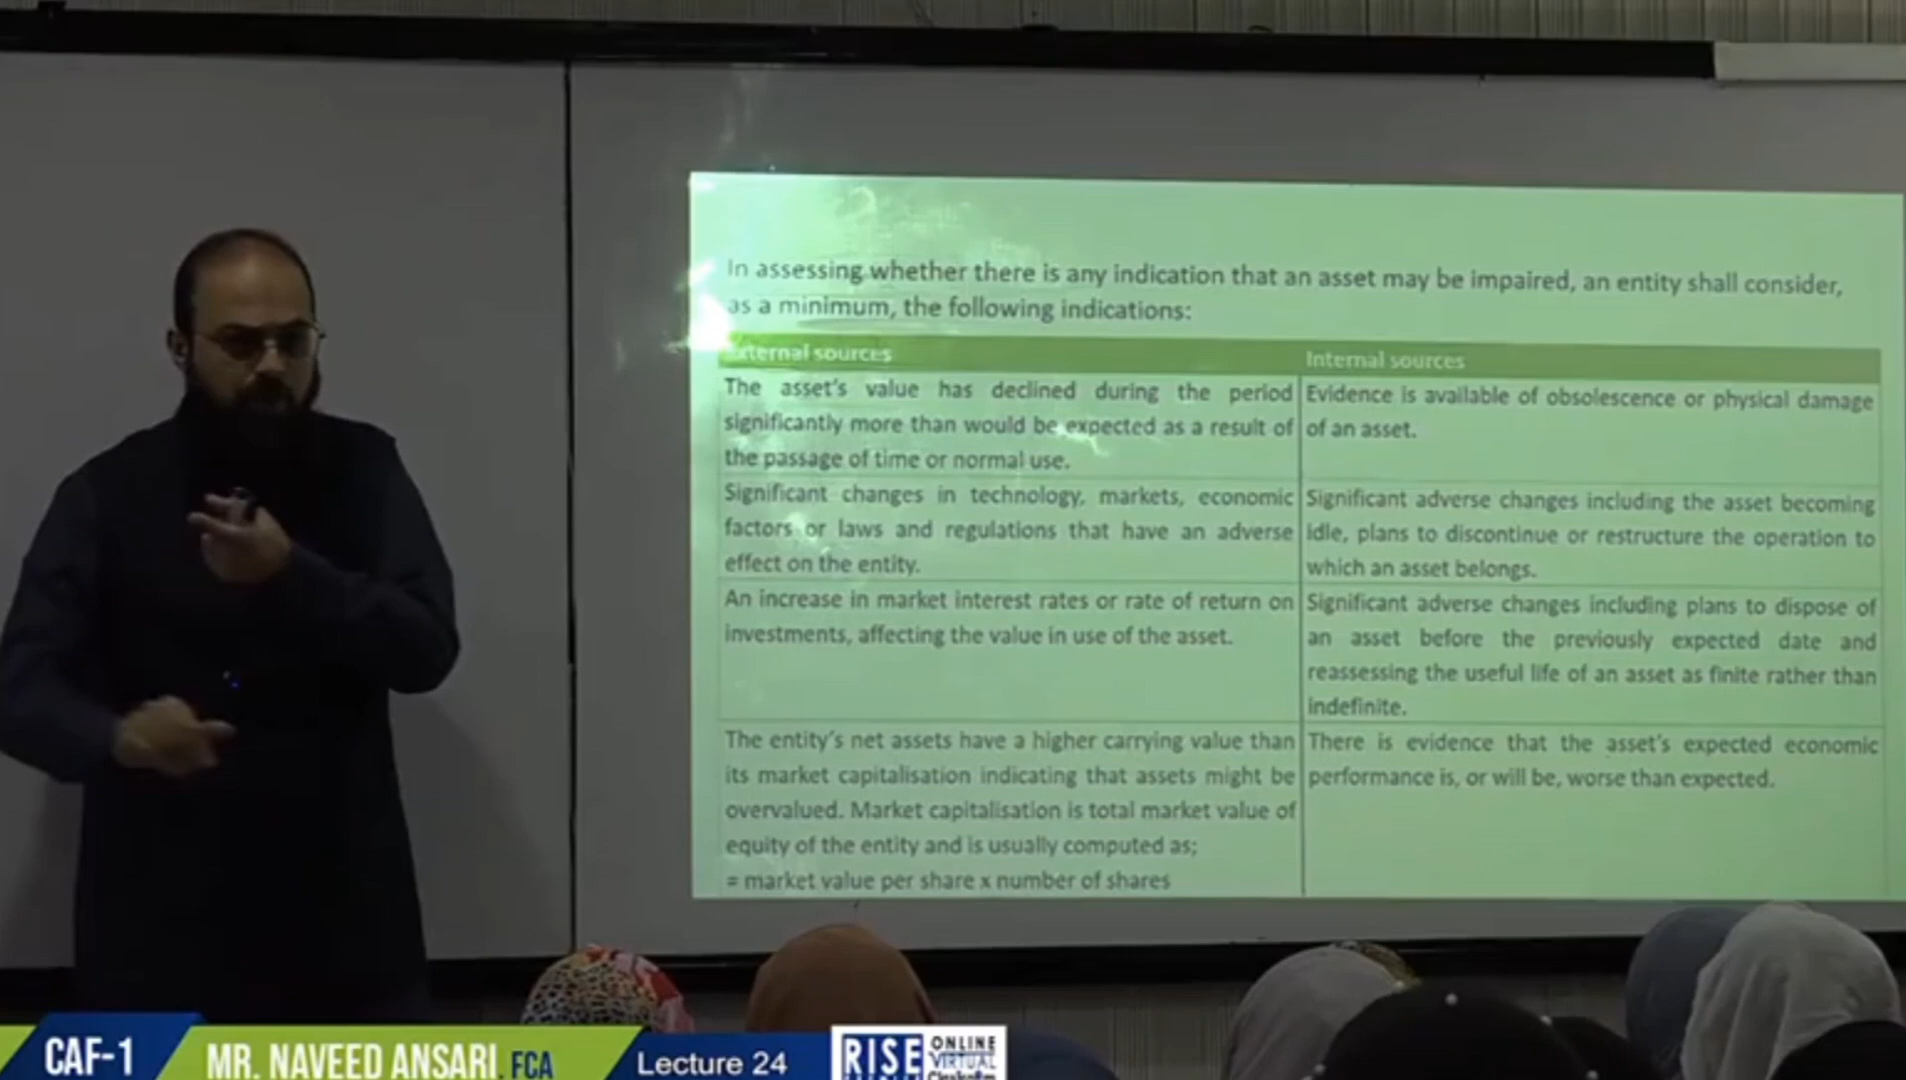 In assessing whether there is any indication that an asset may be impaired, an entity shall consider,
as a minimum, the following indications:
External sources
The asset's value has declined during the period
significantly more than would be expected as a result of
the passage of time or normal use.
Significant changes in technology, markets, economic
factors or laws and regulations that have an adverse
effect on the entity.
An increase in market interest rates or rate of return on
investments, affecting the value in use of the asset.
The entity's net assets have a higher carrying value than
its market capitalisation indicating that assets might be
overvalued. Market capitalisation is total market value of
equity of the entity and is usually computed as;
= market value per share x number of shares
Internal sources
Evidence is available of obsolescence or physical damage
of an asset.
Significant adverse changes including the asset becoming
idle, plans to discontinue or restructure the operation to
which an asset belongs.
Significant adverse changes including plans to dispose of
an asset before the previously expected date and
reassessing the useful life of an asset as finite rather than
indefinite.
There is evidence that the asset's expected economic
performance is, or will be, worse than expected.
CAF-1
MR. NAVEED ANSARI, FCA
Lecture 24
RISE
ONLINE
VIRTUAL